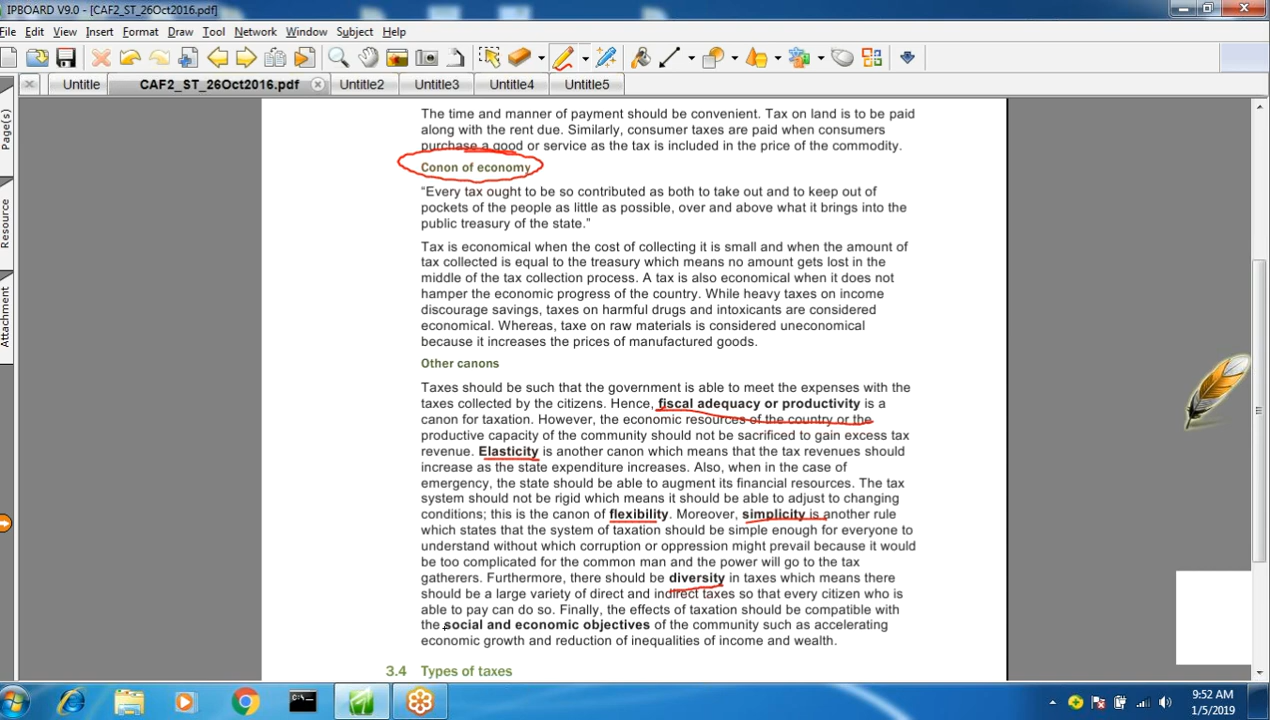 IPBOARD V9.0 - [CAF2_ST_26Oct2016.pdf]
File Edit View Insert Format Draw Tool Network Window Subject Help
Untitle CAF2_ST_26Oct2016.pdf Untitle2 Untitle3 Untitle4 Untitle5
Page(s)
Resource
Attachment
The time and manner of payment should be convenient. Tax on land is to be paid
along with the rent due. Similarly, consumer taxes are paid when consumers
purchase a good or service as the tax is included in the price of the commodity.
Conon of economy
“Every tax ought to be so contributed as both to take out and to keep out of
pockets of the people as little as possible, over and above what it brings into the
public treasury of the state.”
Tax is economical when the cost of collecting it is small and when the amount of
tax collected is equal to the treasury which means no amount gets lost in the
middle of the tax collection process. A tax is also economical when it does not
hamper the economic progress of the country. While heavy taxes on income
discourage savings, taxes on harmful drugs and intoxicants are considered
economical. Whereas, taxe on raw materials is considered uneconomical
because it increases the prices of manufactured goods.
Other canons
Taxes should be such that the government is able to meet the expenses with the
taxes collected by the citizens. Hence, fiscal adequacy or productivity is a
canon for taxation. However, the economic resources of the country or the
productive capacity of the community should not be sacrificed to gain excess tax
revenue. Elasticity is another canon which means that the tax revenues should
increase as the state expenditure increases. Also, when in the case of
emergency, the state should be able to augment its financial resources. The tax
system should not be rigid which means it should be able to adjust to changing
conditions; this is the canon of flexibility. Moreover, simplicity is another rule
which states that the system of taxation should be simple enough for everyone to
understand without which corruption or oppression might prevail because it would
be too complicated for the common man and the power will go to the tax
gatherers. Furthermore, there should be diversity in taxes which means there
should be a large variety of direct and indirect taxes so that every citizen who is
able to pay can do so. Finally, the effects of taxation should be compatible with
the social and economic objectives of the community such as accelerating
economic growth and reduction of inequalities of income and wealth.
3.4 Types of taxes
9:52 AM
1/5/2019